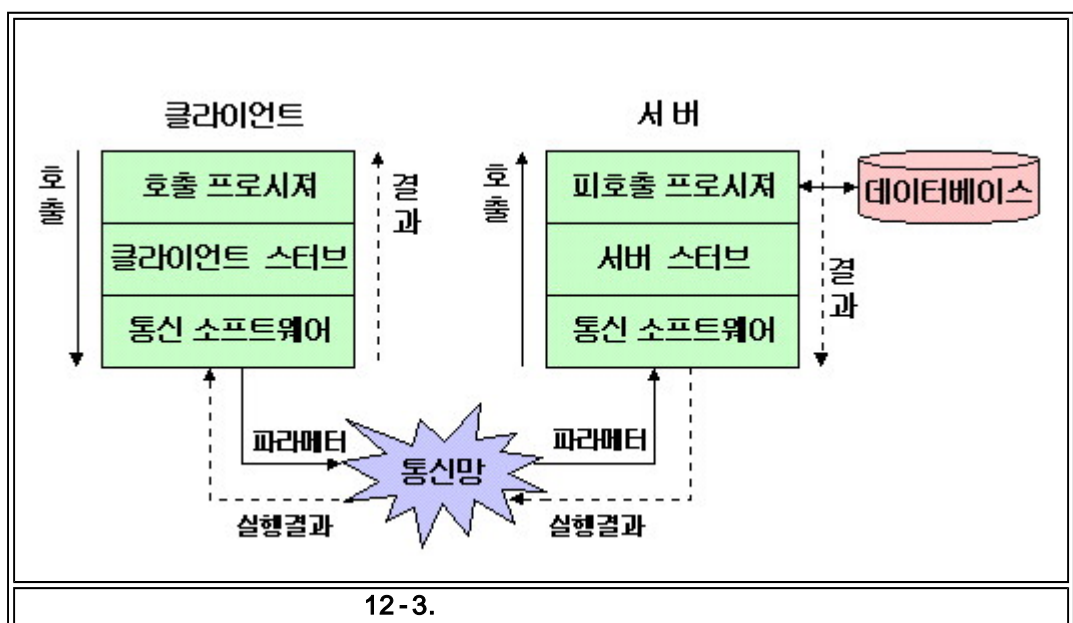 클라이언트
서 버
호출
호출 프로시져
클라이언트 스터브
통신 소프트웨어
결과
호출
피호출 프로시져
서버 스터브
통신 소프트웨어
결과
데이터베이스
파라메터
통신망
파라메터
실행결과
실행결과
12-3.